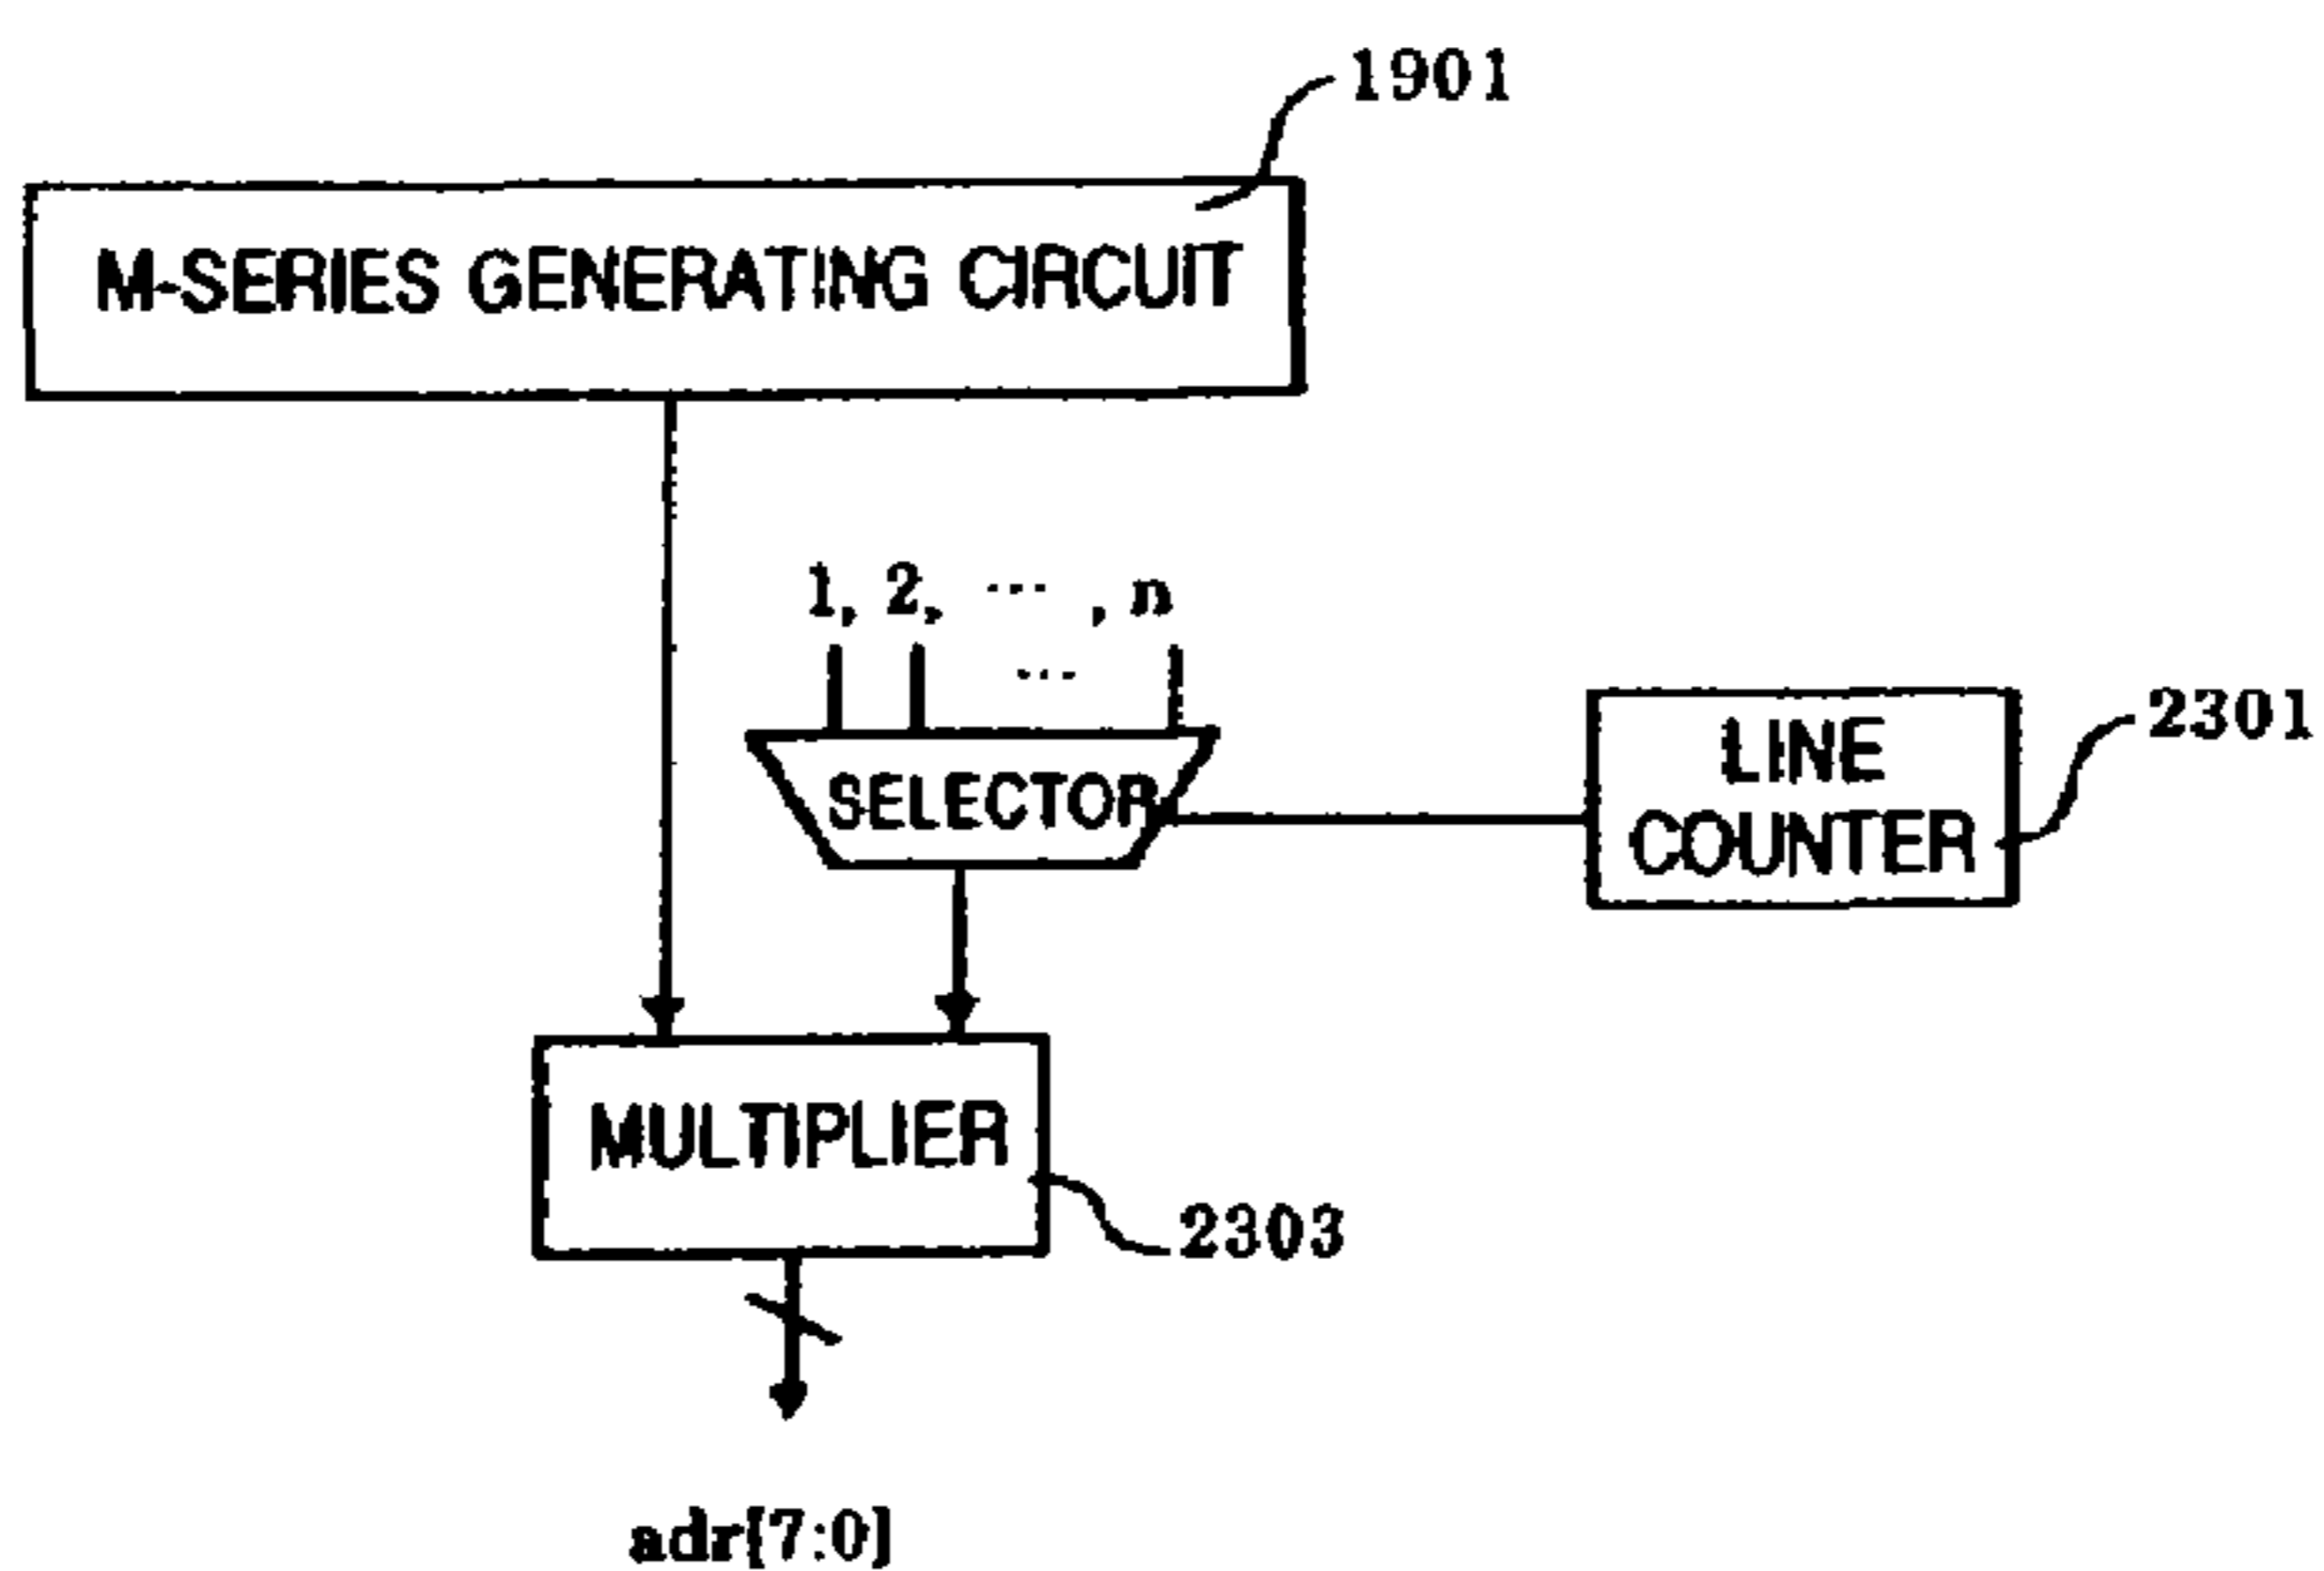 1901
M-SERIES GENERATING CIRCUIT
1, 2, ··· , n
···
SELECTOR
LINE
COUNTER
2301
MULTIPLIER
2303
adr[7:0]